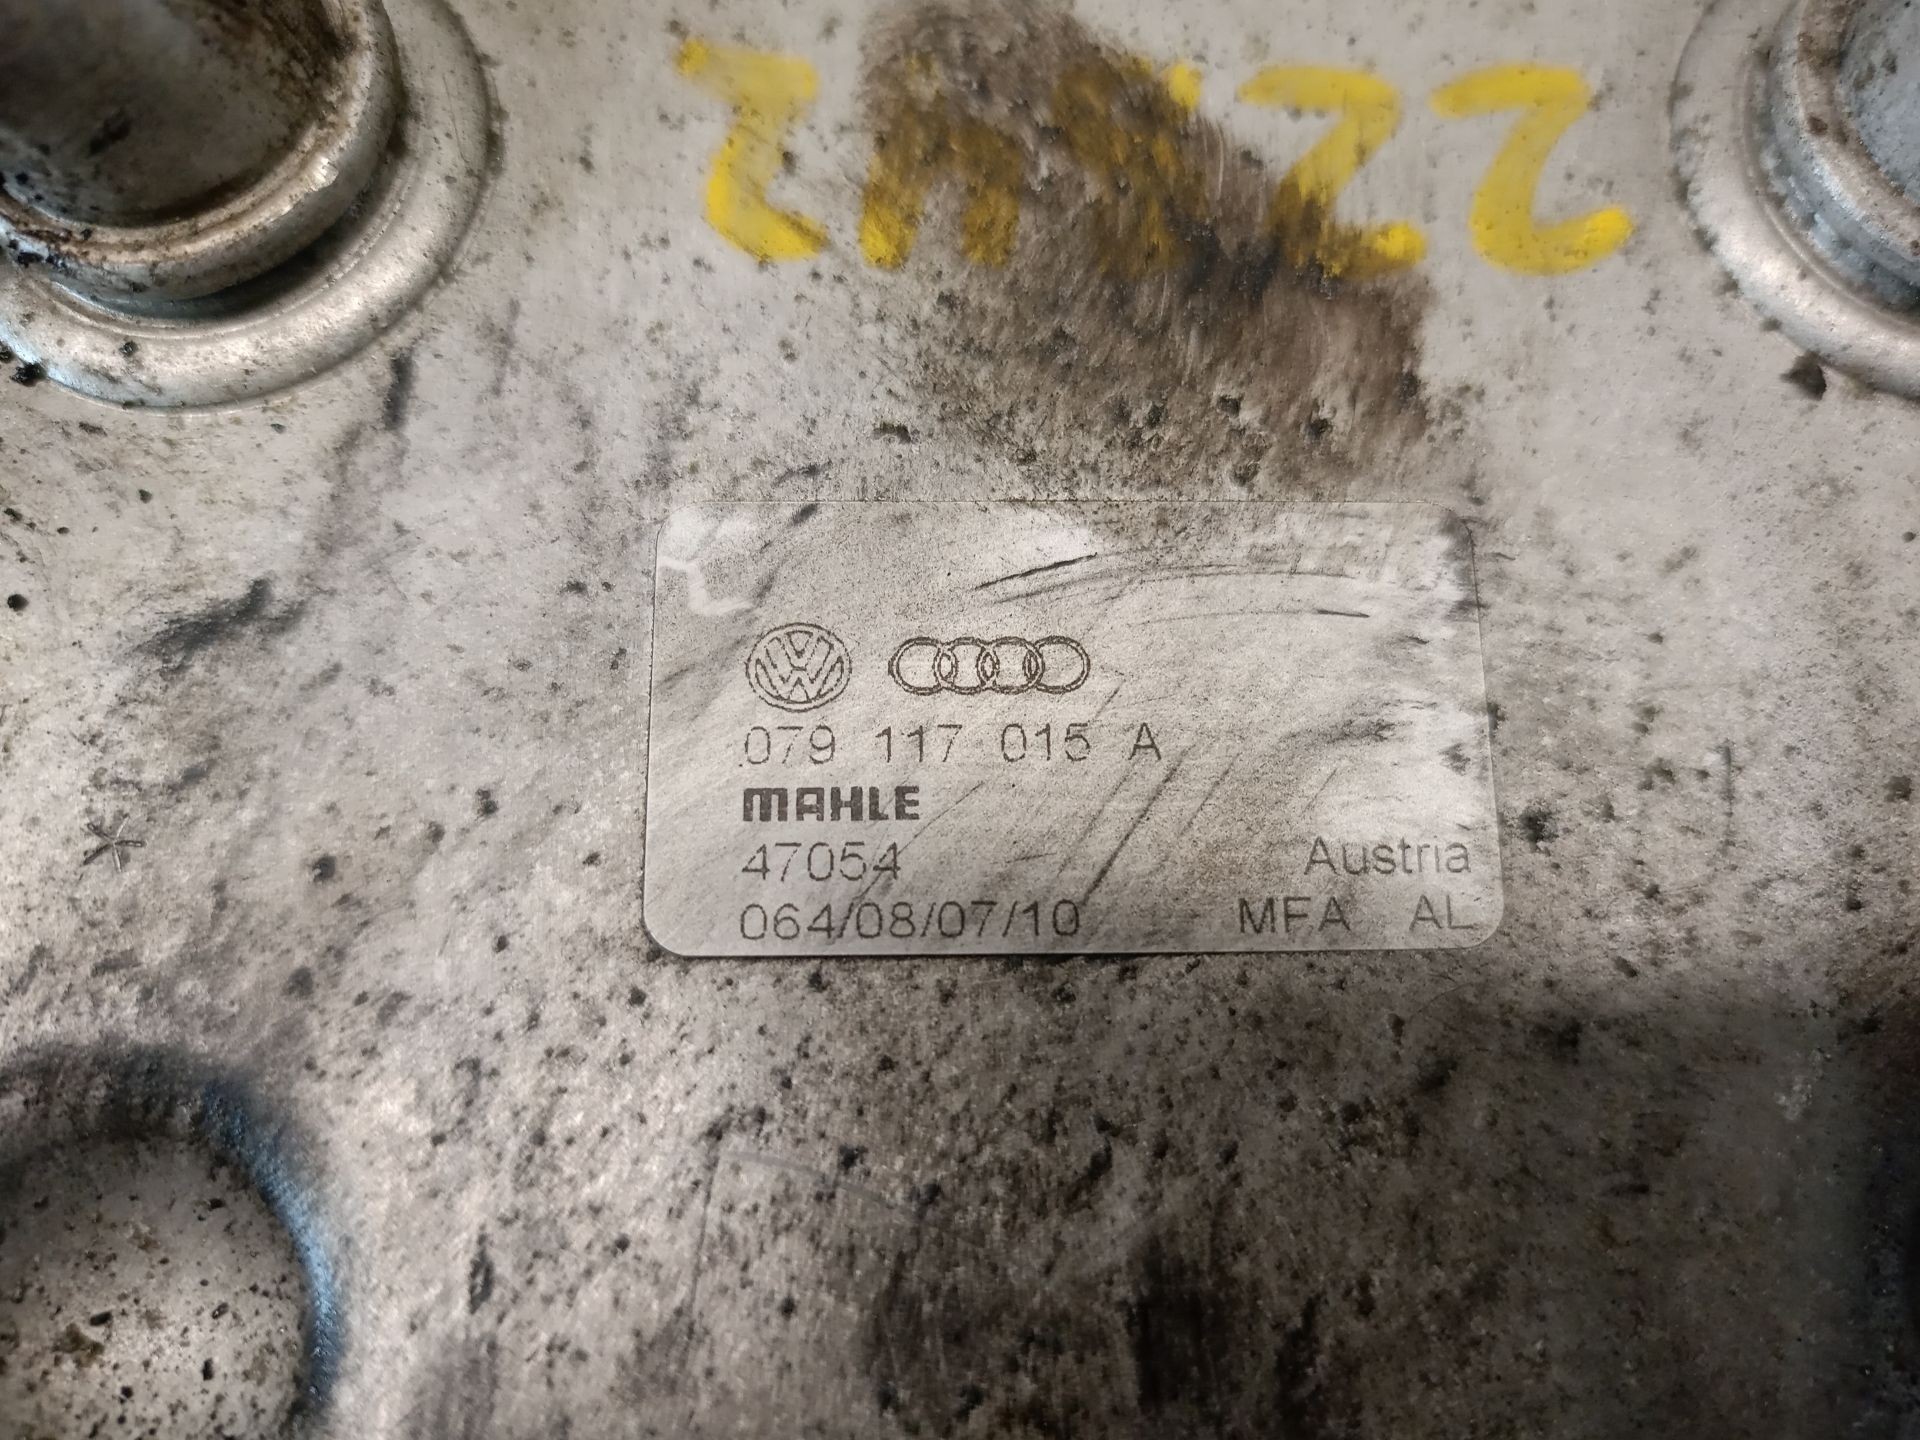 079 117 015 A
MAHLE
47054 Austria
064/08/07/10 MFA AL